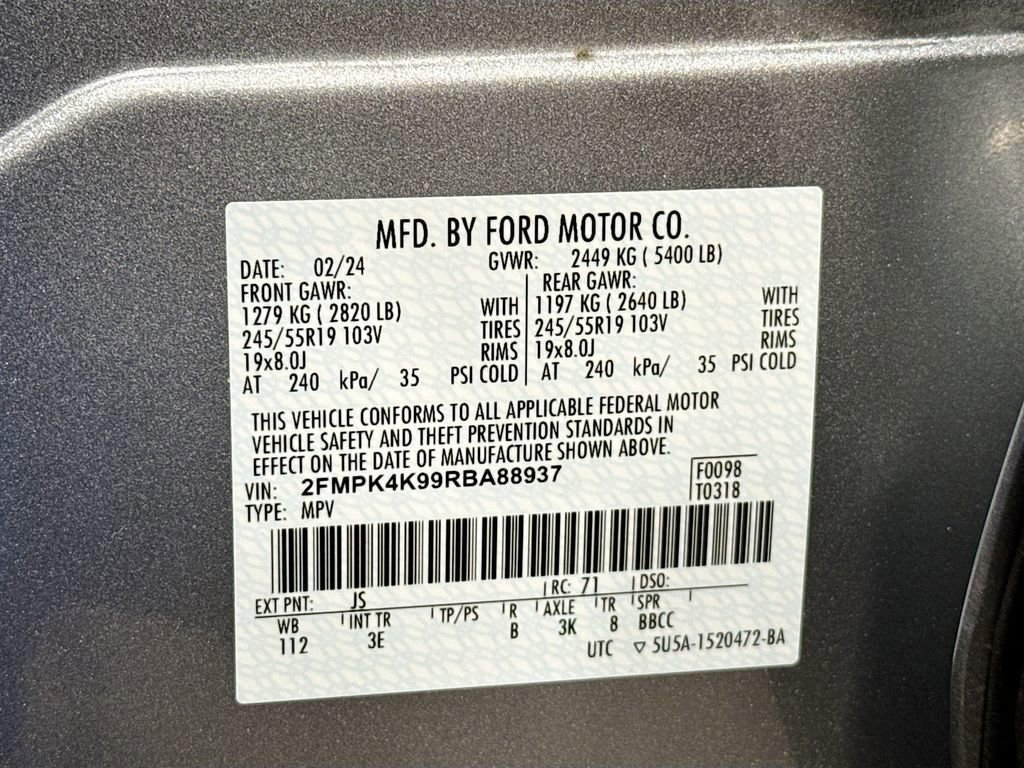 MFD. BY FORD MOTOR CO.
DATE: 02/24 GVWR: 2449 KG ( 5400 LB)
FRONT GAWR: REAR GAWR:
1279 KG ( 2820 LB) WITH 1197 KG ( 2640 LB) WITH
245/55R19 103V TIRES 245/55R19 103V TIRES
19x8.0J RIMS 19x8.0J RIMS
AT 240 kPa/ 35 PSI COLD AT 240 kPa/ 35 PSI COLD
THIS VEHICLE CONFORMS TO ALL APPLICABLE FEDERAL MOTOR
VEHICLE SAFETY AND THEFT PREVENTION STANDARDS IN
EFFECT ON THE DATE OF MANUFACTURE SHOWN ABOVE.
VIN: 2FMPK4K99RBA88937 F0098
TYPE: MPV T0318
EXT PNT: JS RC: 71 DSO:
WB INT TR TP/PS R AXLE TR SPR
112 3E B 3K 8 BBCC
UTC ▽ 5U5A-1520472-BA